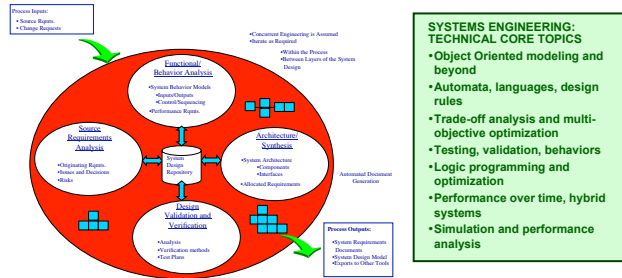 Process Inputs:
• Source Rqmts.
• Change Requests
•Concurrent Engineering is Assumed
•Iterate as Required
•Within the Process
•Between Layers of the System
Design
Functional/
Behavior Analysis
•System Behavior Models
•Inputs/Outputs
•Control/Sequencing
•Performance Rqmts.
Source
Requirements
Analysis
•Originating Rqmts.
•Issues and Decisions
•Risks
System
Design
Repository
Architecture/
Synthesis
•System Architecture
•Components
•Interfaces
•Allocated Requirements
Automated Document
Generation
Design
Validation and
Verification
•Analysis
•Verification methods
•Test Plans
Process Outputs:
•System Requirements
Documents
•System Design Model
•Exports to Other Tools
SYSTEMS ENGINEERING:
TECHNICAL CORE TOPICS
•Object Oriented modeling and
beyond
•Automata, languages, design
rules
•Trade-off analysis and multi-
objective optimization
•Testing, validation, behaviors
•Logic programming and
optimization
•Performance over time, hybrid
systems
•Simulation and performance
analysis